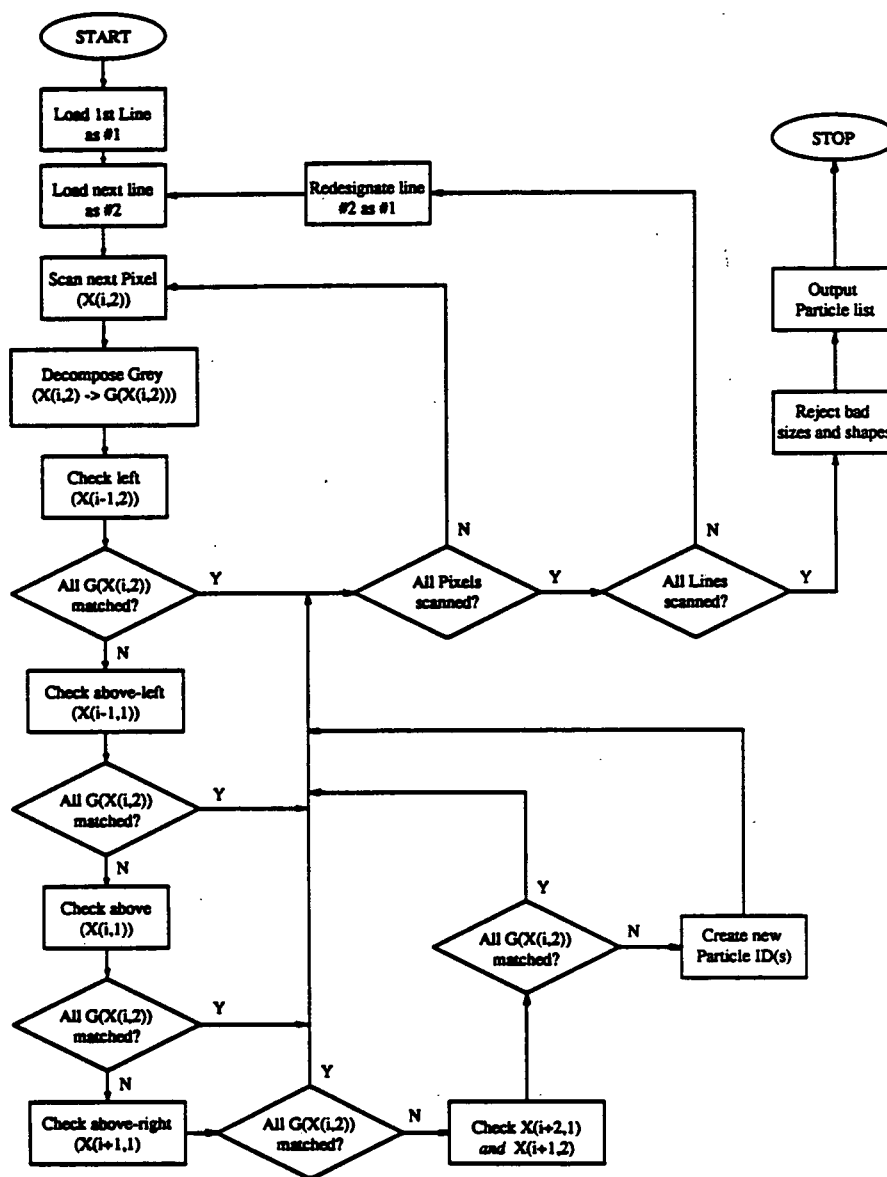 START
Load 1st Line
as #1
Load next line
as #2
Redesignate line
#2 as #1
STOP
Scan next Pixel
(X(i,2))
Output
Particle list
Decompose Grey
(X(i,2) -> G(X(i,2)))
Reject bad
sizes and shapes
Check left
(X(i-1,2))
N
N
All G(X(i,2))
matched?
Y
All Pixels
scanned?
Y
All Lines
scanned?
Y
N
Check above-left
(X(i-1,1))
All G(X(i,2))
matched?
Y
N
Check above
(X(i,1))
Y
All G(X(i,2))
matched?
N
Create new
Particle ID(s)
All G(X(i,2))
matched?
Y
N
Y
Check above-right
(X(i+1,1)
All G(X(i,2))
matched?
N
Check X(i+2,1)
and X(i+1,2)